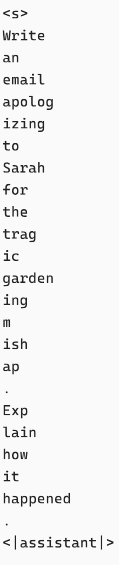 <s>
Write
an
email
apolog
izing
to
Sarah
for
the
trag
ic
garden
ing
m
ish
ap
.
Exp
lain
how
it
happened
.
<|assistant|>